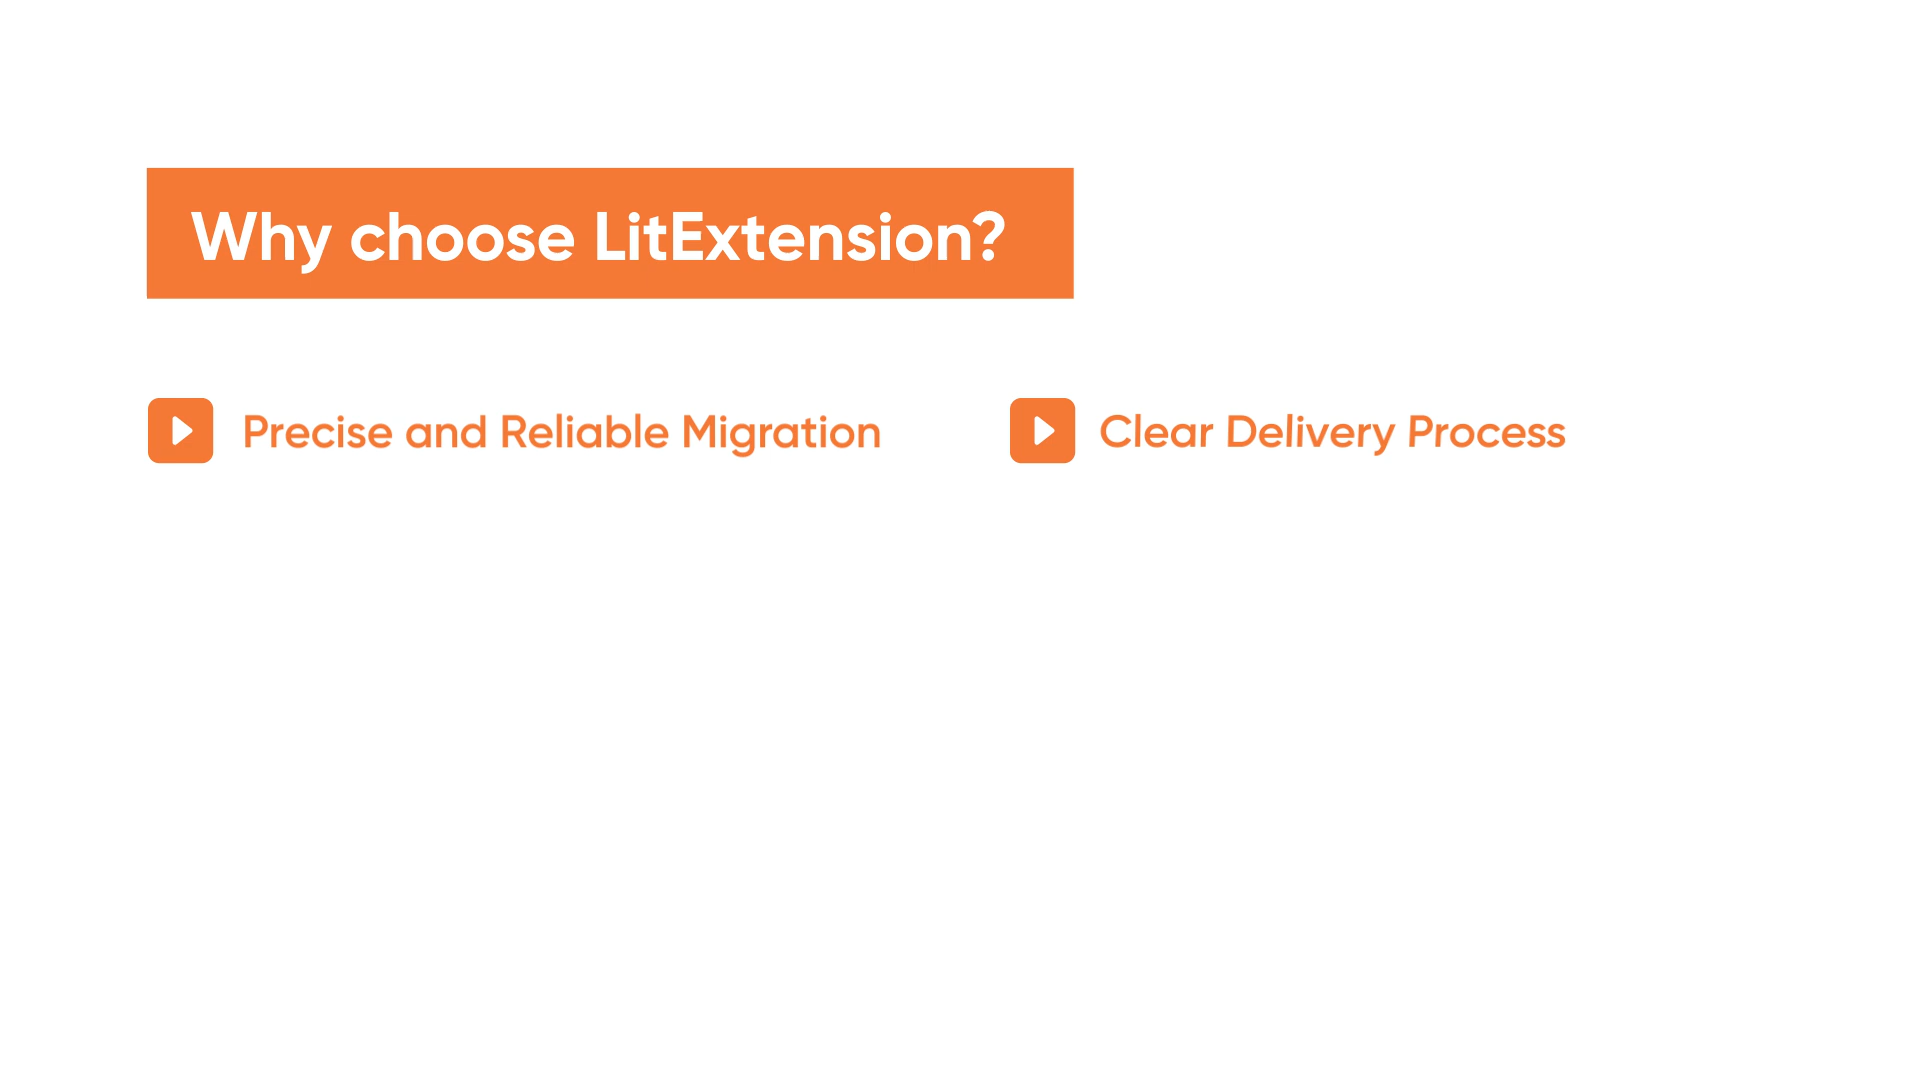 Why choose LitExtension?
Precise and Reliable Migration
Clear Delivery Process